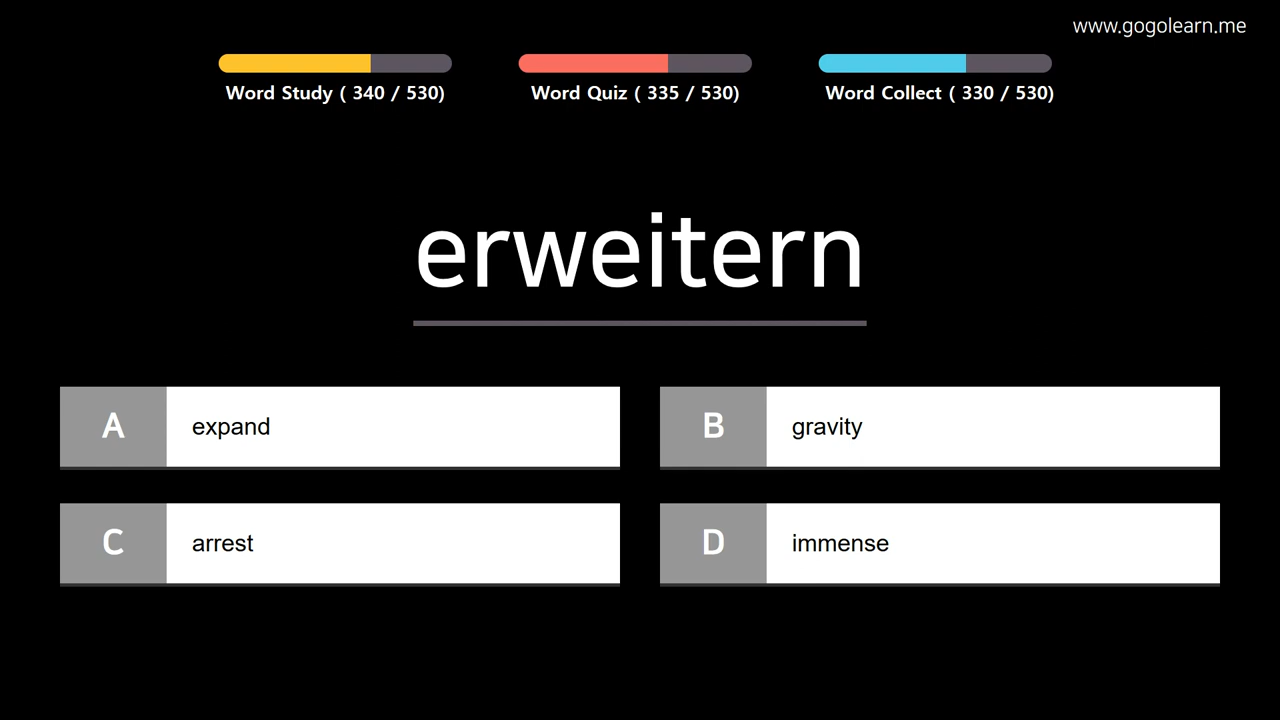 www.gogolearn.me
Word Study ( 340 / 530)
Word Quiz ( 335 / 530)
Word Collect ( 330 / 530)
erweitern
A
expand
B
gravity
C
arrest
D
immense